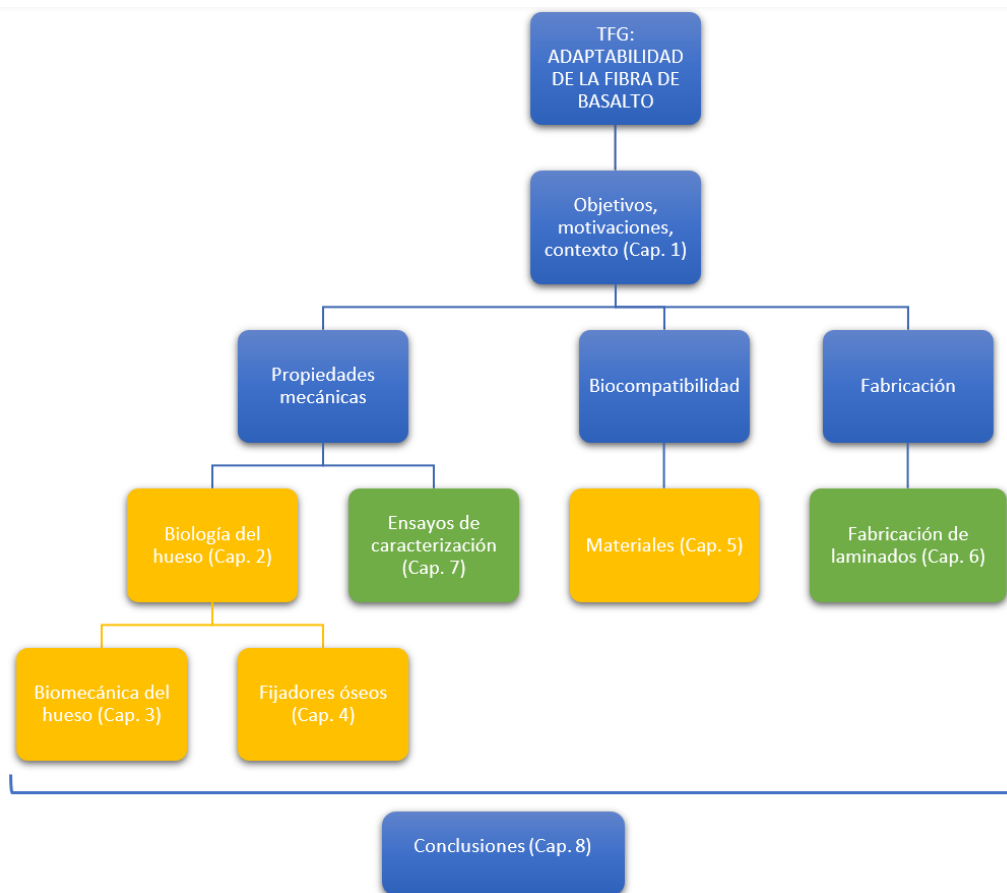 TFG:
ADAPTABILIDAD
DE LA FIBRA DE
BASALTO
Objetivos,
motivaciones,
contexto (Cap. 1)
Propiedades
mecánicas
Biocompatibilidad
Fabricación
Biología del
hueso (Cap. 2)
Ensayos de
caracterización
(Cap. 7)
Materiales (Cap. 5)
Fabricación de
laminados (Cap. 6)
Biomecánica del
hueso (Cap. 3)
Fijadores óseos
(Cap. 4)
Conclusiones (Cap. 8)